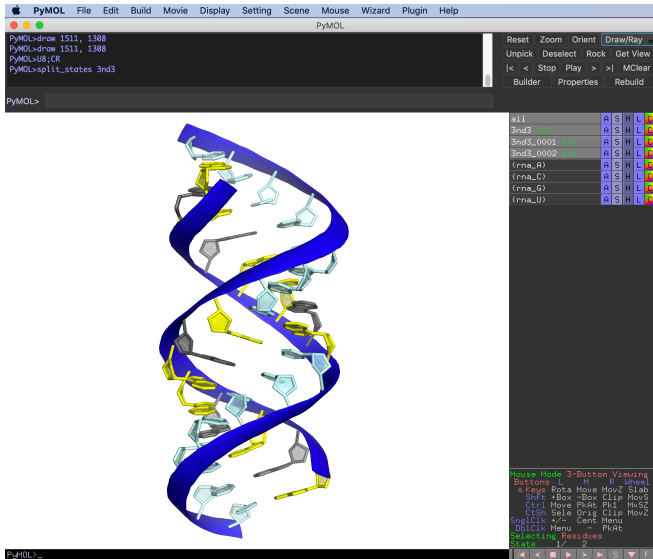 PyMOL File Edit Build Movie Display Setting Scene Mouse Wizard Plugin Help
PyMOL
PyMOL>draw 1511, 1308
PyMOL>draw 1511, 1308
PyMOL>U8;CR
PyMOL>split_states 3nd3
Reset Zoom Orient Draw/Ray
Unpick Deselect Rock Get View
|< < Stop Play > >| MClear
Builder Properties Rebuild
PyMOL>
all A S H L C
3nd3 A S H L C
3nd3_0001 1/1 A S H L C
3nd3_0002 1/1 A S H L C
(rna_A) A S H L C
(rna_C) A S H L C
(rna_G) A S H L C
(rna_U) A S H L C
Mouse Mode 3-Button Viewing
Buttons L M R Wheel
& Keys Rota Move MovZ Slab
Shft +Box -Box Clip MovS
Ctrl Move PkAt Pk1 MvSZ
CtSh Sele Orig Clip MovZ
SnglClk +/- Cent Menu
DblClk Menu - PkAt
Selecting Residues
State 1/ 2
|< < > > >| S F
PyMOL>_